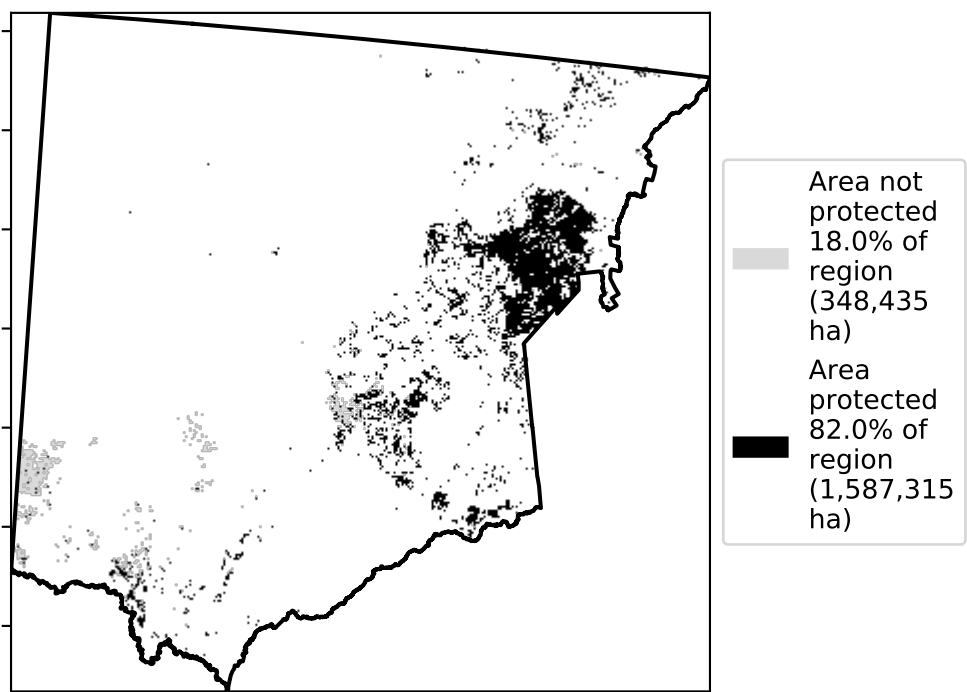 Area not
protected
18.0% of
region
(348,435
ha)
Area
protected
82.0% of
region
(1,587,315
ha)